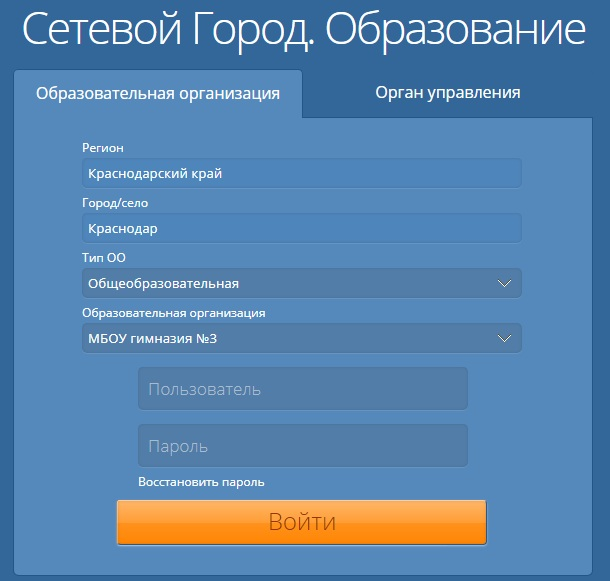 Сетевой Город. Образование
Образовательная организация
Орган управления
Регион
Краснодарский край
Город/село
Краснодар
Тип ОО
Общеобразовательная
Образовательная организация
МБОУ гимназия №3
Пользователь
Пароль
Восстановить пароль
Войти